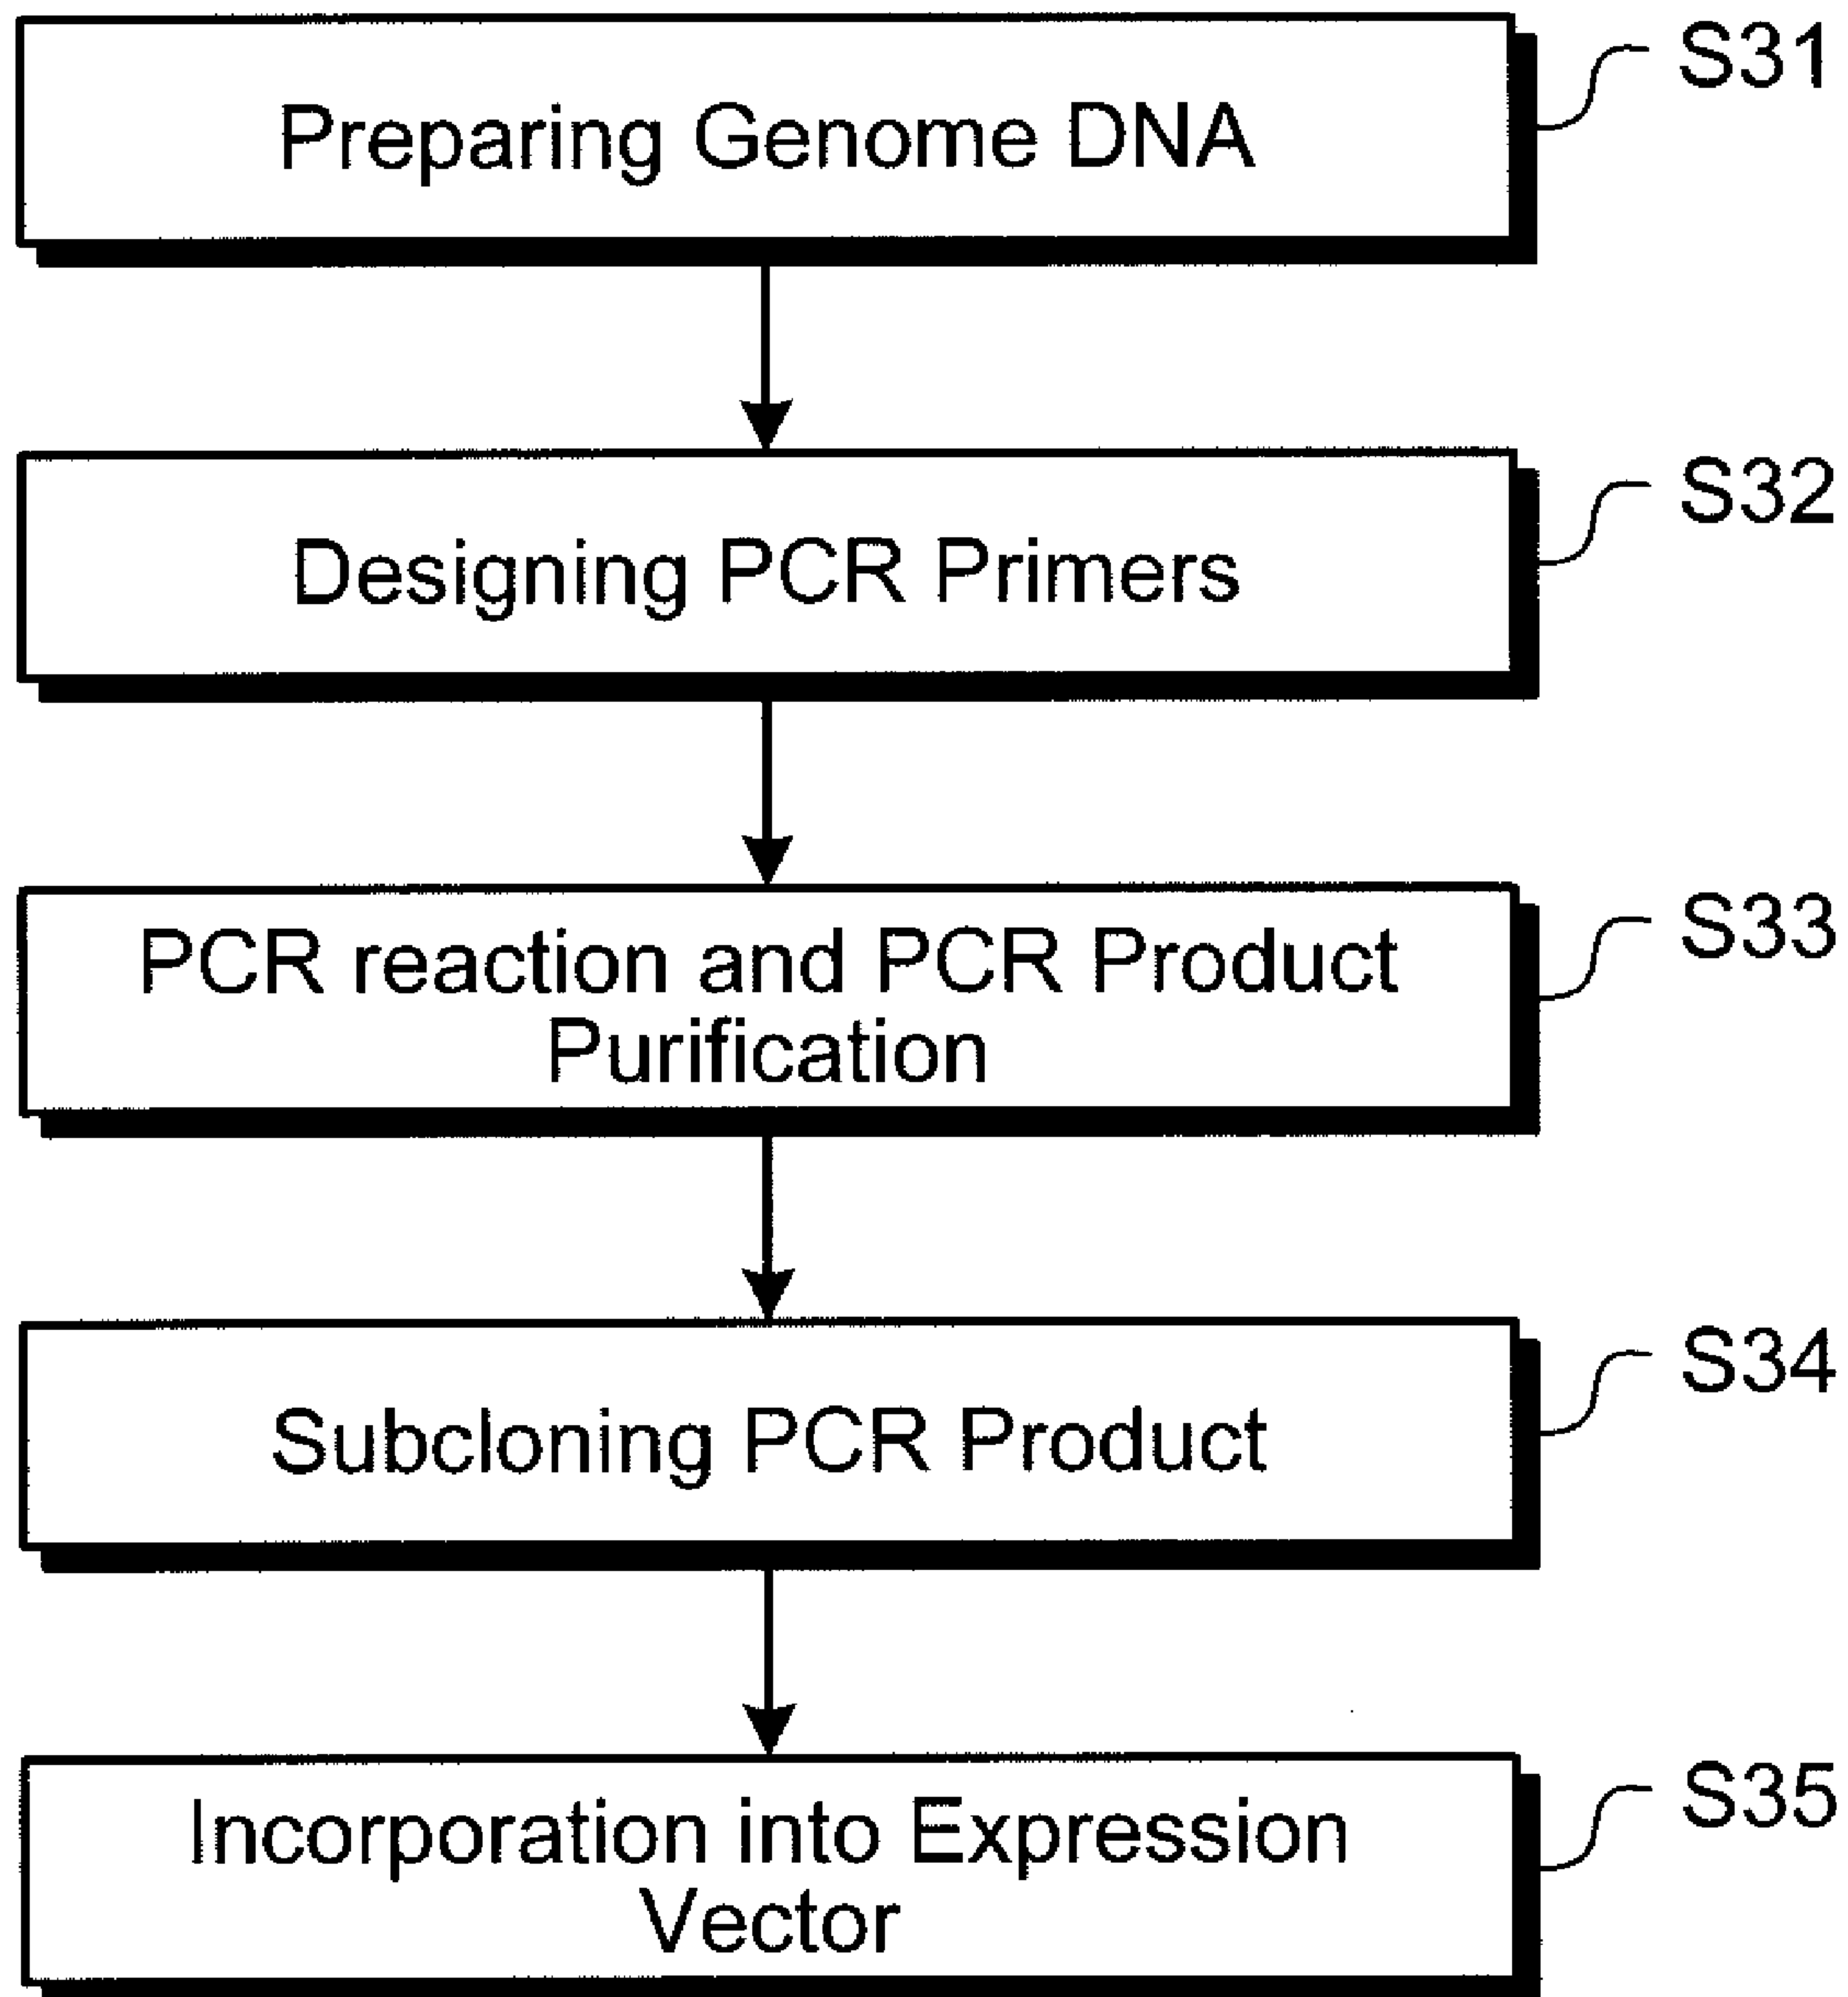 Preparing Genome DNA
S31
Designing PCR Primers
S32
PCR reaction and PCR Product
Purification
S33
Subcloning PCR Product
S34
Incorporation into Expression
Vector
S35